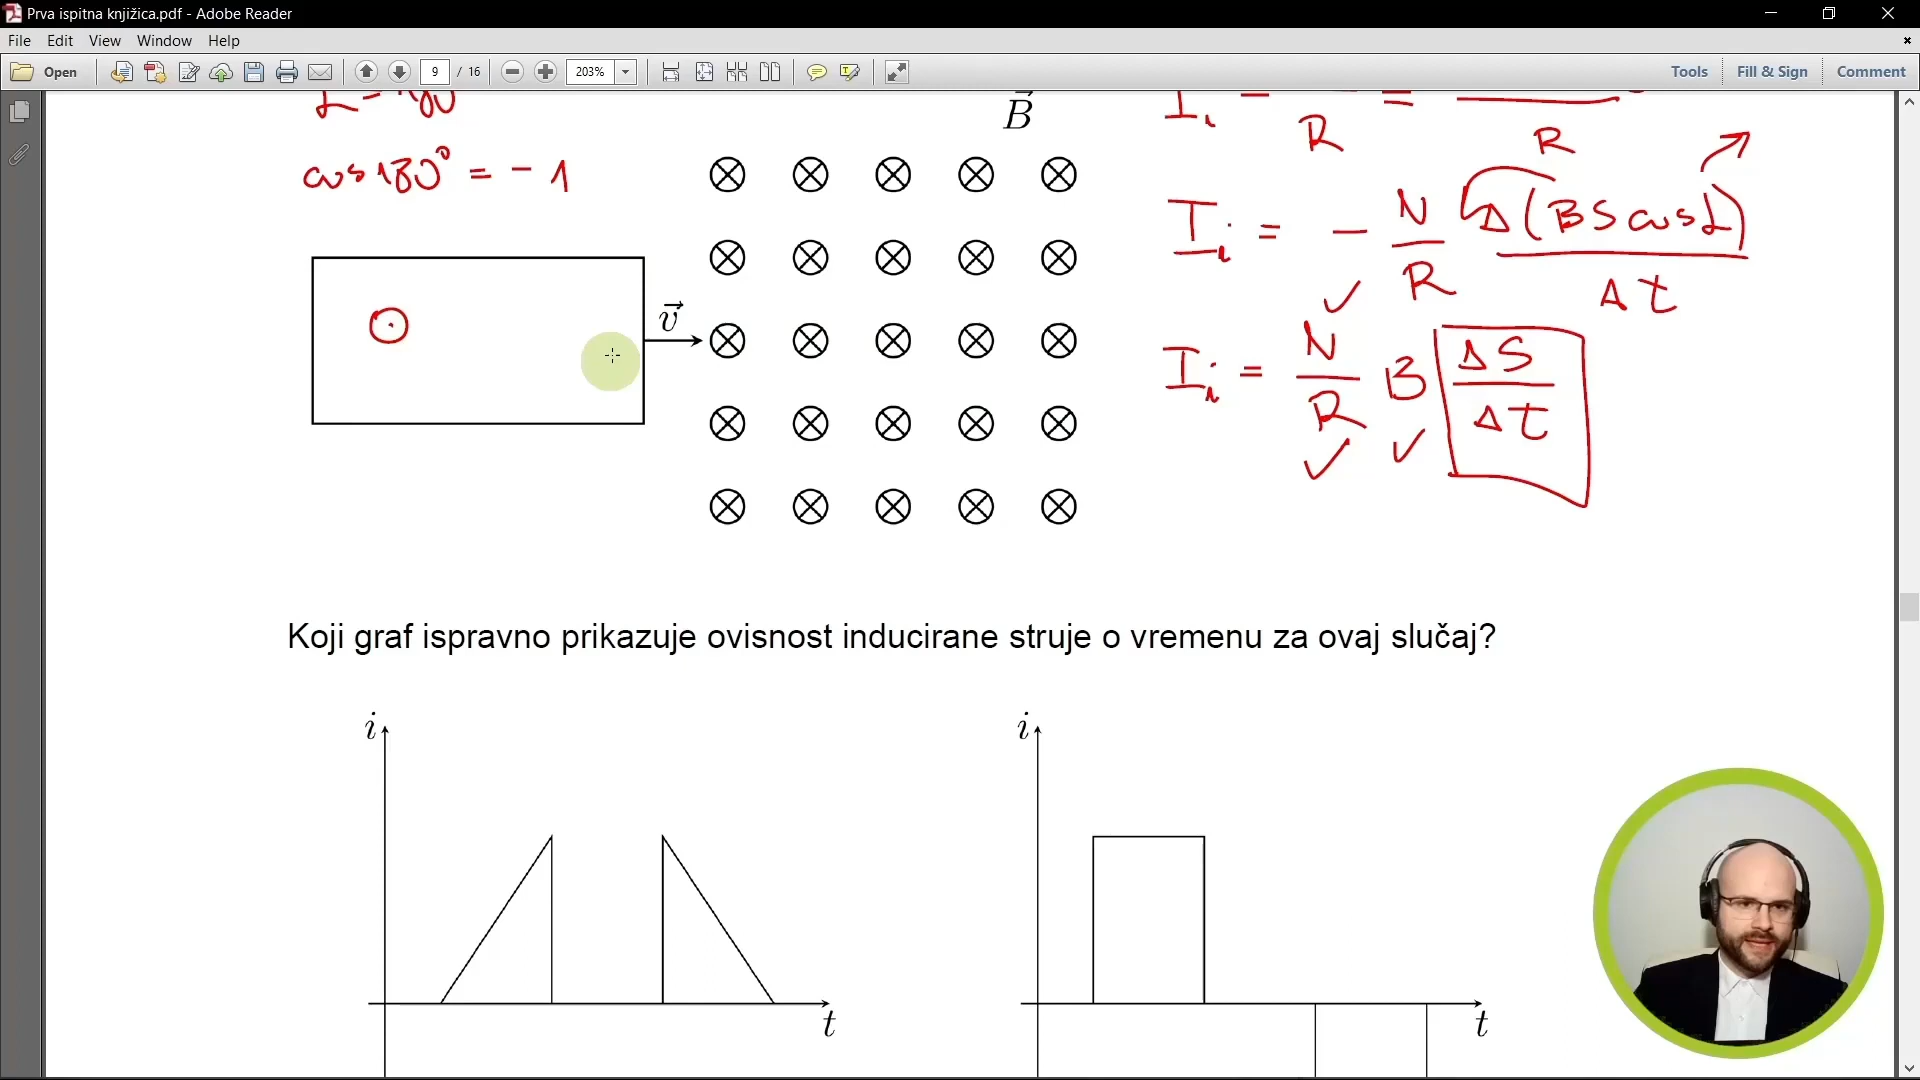 Prva ispitna knjižica.pdf - Adobe Reader
File Edit View Window Help
Open 9 / 16 203% Tools Fill & Sign Comment
cos 180° = - 1
B
R
R
I_i = - N/R Δ(BS cos α)/Δt
v
I_i = N/R B ΔS/Δt
Koji graf ispravno prikazuje ovisnost inducirane struje o vremenu za ovaj slučaj?
i
t
i
t